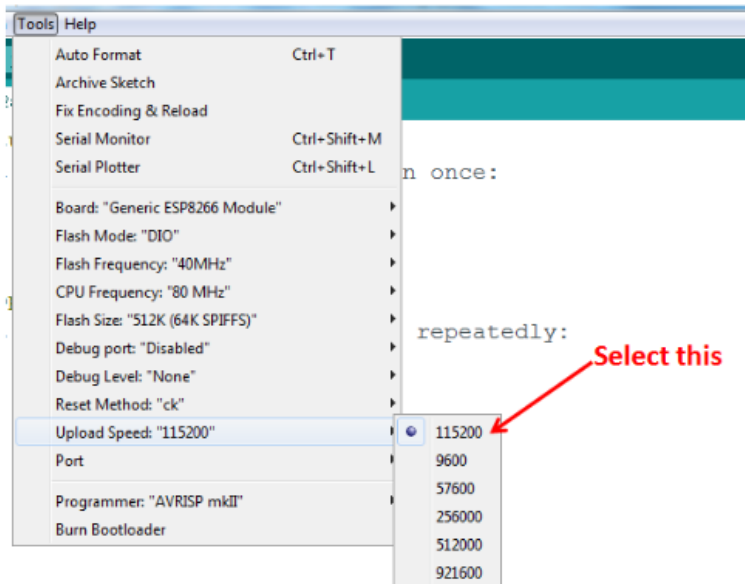 Tools Help
Auto Format Ctrl+T
Archive Sketch
Fix Encoding & Reload
Serial Monitor Ctrl+Shift+M
Serial Plotter Ctrl+Shift+L
n once:
Board: "Generic ESP8266 Module"
Flash Mode: "DIO"
Flash Frequency: "40MHz"
CPU Frequency: "80 MHz"
Flash Size: "512K (64K SPIFFS)"
repeatedly:
Debug port: "Disabled"
Select this
Debug Level: "None"
Reset Method: "ck"
Upload Speed: "115200"
115200
Port
9600
57600
Programmer: "AVRISP mkII"
256000
Burn Bootloader
512000
921600